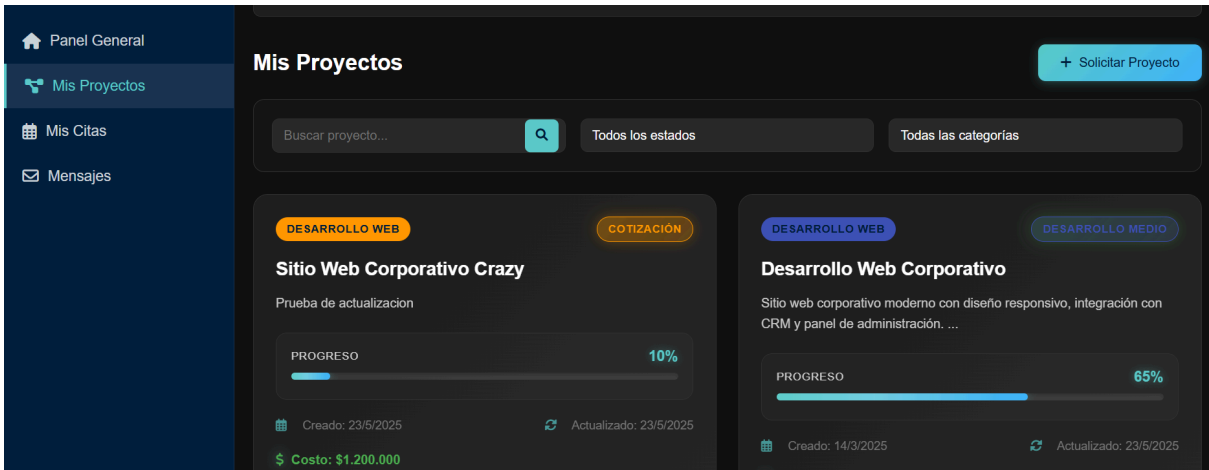 Panel General
Mis Proyectos
Mis Citas
Mensajes
Mis Proyectos
+ Solicitar Proyecto
Buscar proyecto...
Todos los estados
Todas las categorías
DESARROLLO WEB
COTIZACIÓN
Sitio Web Corporativo Crazy
Prueba de actualizacion
PROGRESO
10%
Creado: 23/5/2025
Actualizado: 23/5/2025
$ Costo: $1.200.000
DESARROLLO WEB
DESARROLLO MEDIO
Desarrollo Web Corporativo
Sitio web corporativo moderno con diseño responsivo, integración con
CRM y panel de administración. ...
PROGRESO
65%
Creado: 14/3/2025
Actualizado: 23/5/2025